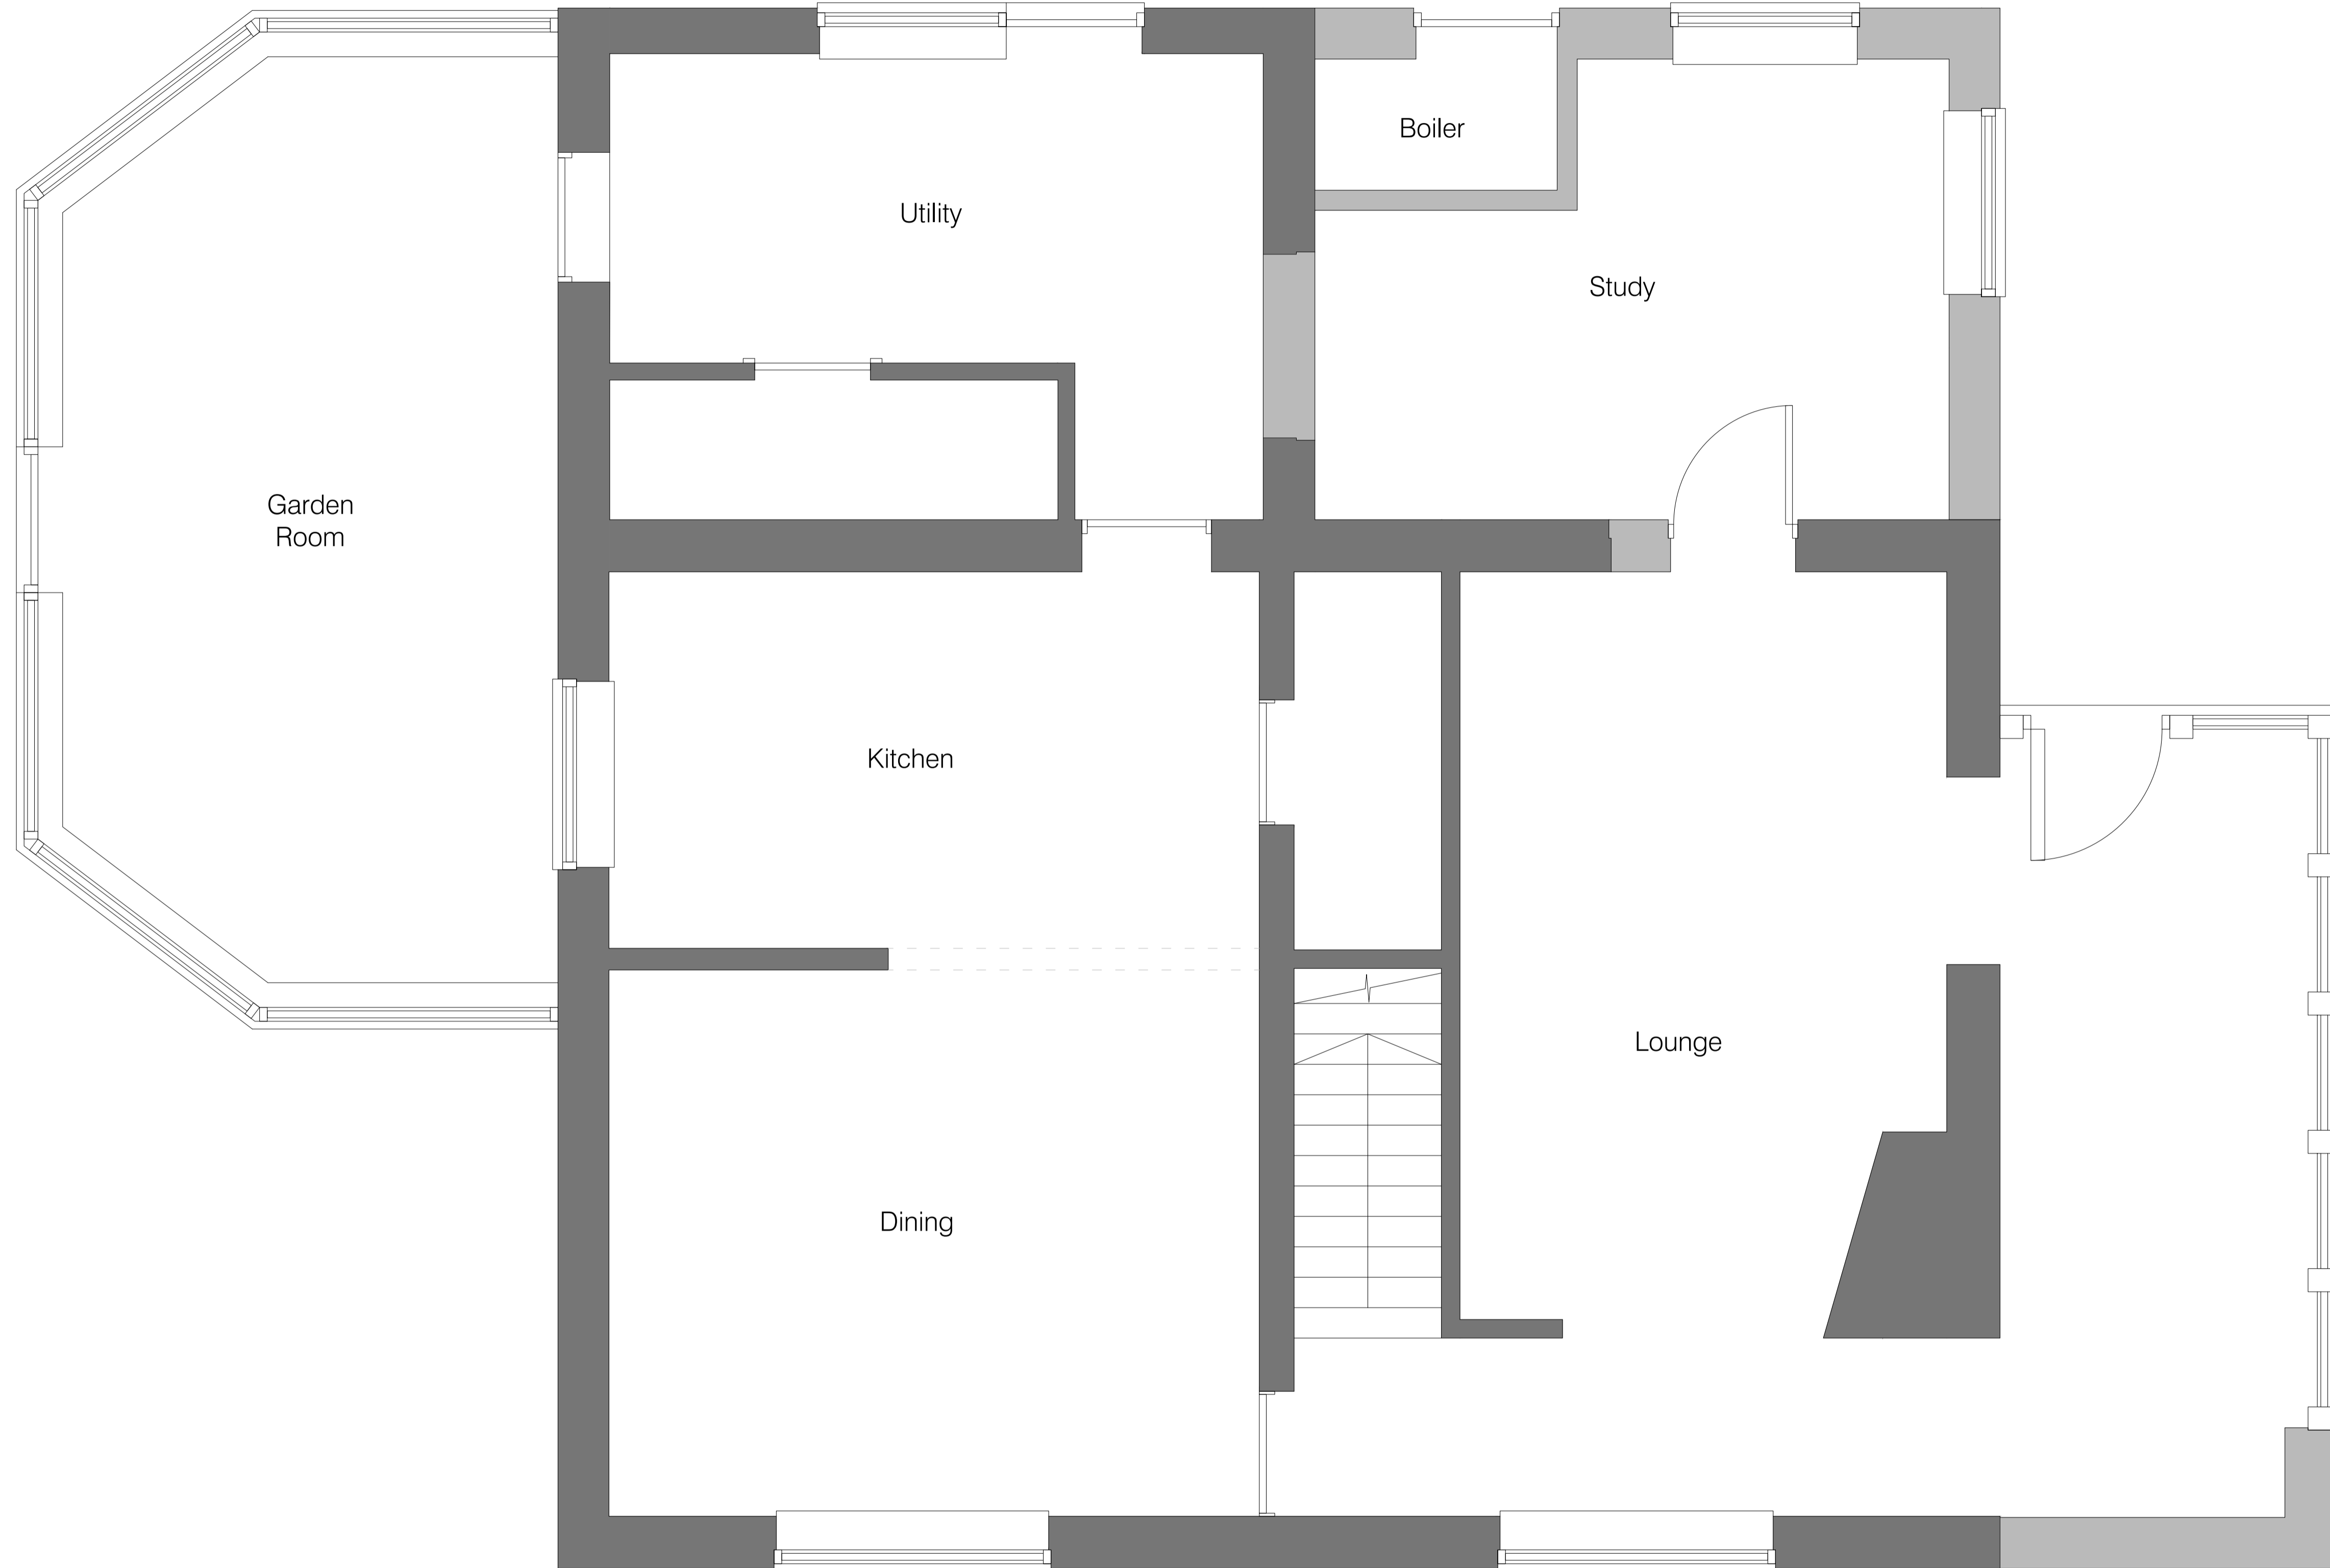 Boiler
Utility
Study
Garden
Room
Kitchen
Lounge
Dining